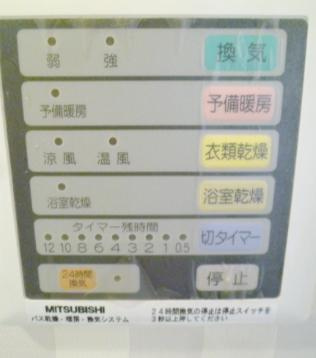 弱 強 換気
予備暖房 予備暖房
涼風 温風 衣類乾燥
浴室乾燥 浴室乾燥
タイマー残時間
12 10 8 6 4 3 2 1 0.5 切タイマー
24時間
換気
停止
MITSUBISHI
バス乾燥・暖房・換気システム
24時間換気の停止は停止スイッチを
3秒以上押してください